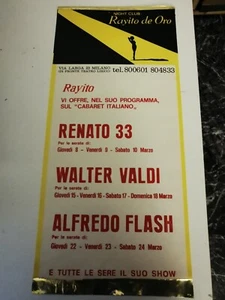 NIGHT CLUB
Rayito de Oro
VIA LARGA 13 MILANO
(DI FRONTE TEATRO LIRICO)
tel. 800601 804833
Rayito
VI OFFRE, NEL SUO PROGRAMMA,
SUL "CABARET ITALIANO„
RENATO 33
Per le serate di:
Giovedì 8 - Venerdì 9 - Sabato 10 Marzo
WALTER VALDI
Per le serate di:
Giovedì 15 - Venerdì 16 - Sabato 17 - Domenica 18 Marzo
ALFREDO FLASH
Per le serate di:
Giovedì 22 - Venerdì 23 - Sabato 24 Marzo
E TUTTE LE SERE IL SUO SHOW